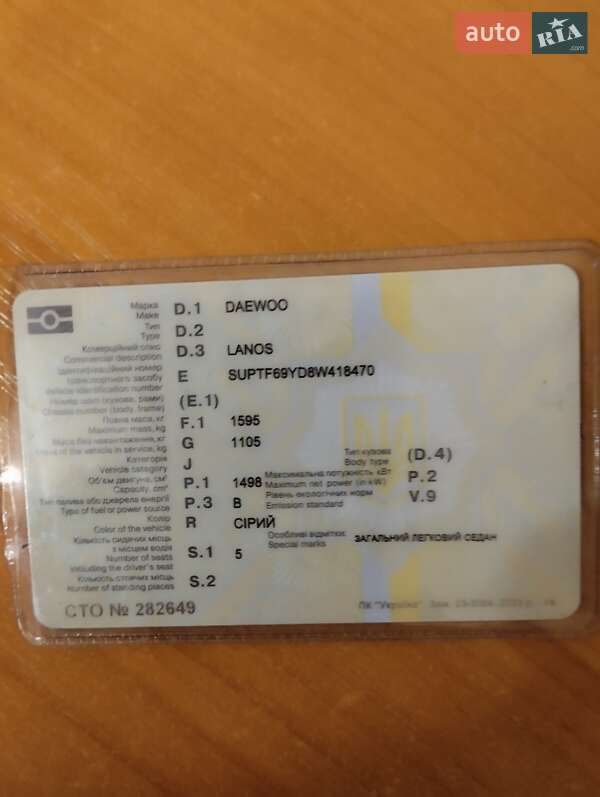 auto RIA .com
Марка
Make D.1 DAEWOO
Тип
Type D.2
Комерційний опис
Commercial description D.3 LANOS
Ідентифікаційний номер
транспортного засобу
Vehicle identification number E SUPTF69YD8W418470
Номер шасі (кузова, рами)
Chassis number (body, frame) (E.1)
Повна маса, кг
Maximum mass, kg F.1 1595
Маса без навантаження, кг
Mass of the vehicle in service, kg G 1105
Категорія
Vehicle category J
Тип кузова
Body type (D.4)
Об'єм двигуна, см³
Capacity, cm³ P.1 1498
Максимальна потужність, кВт
Maximum net power (in kW) P.2
Тип палива або джерела енергії
Type of fuel or power source P.3 B
Рівень екологічних норм
Emission standard V.9
Колір
Color of the vehicle R СІРИЙ
Кількість сидячих місць
з місцем водія
Number of seats
including the driver's seat S.1 5
Особливі відмітки:
Special marks ЗАГАЛЬНИЙ ЛЕГКОВИЙ СЕДАН
Кількість стоячих місць
Number of standing places S.2
СТО № 282649
ПК "Україна"